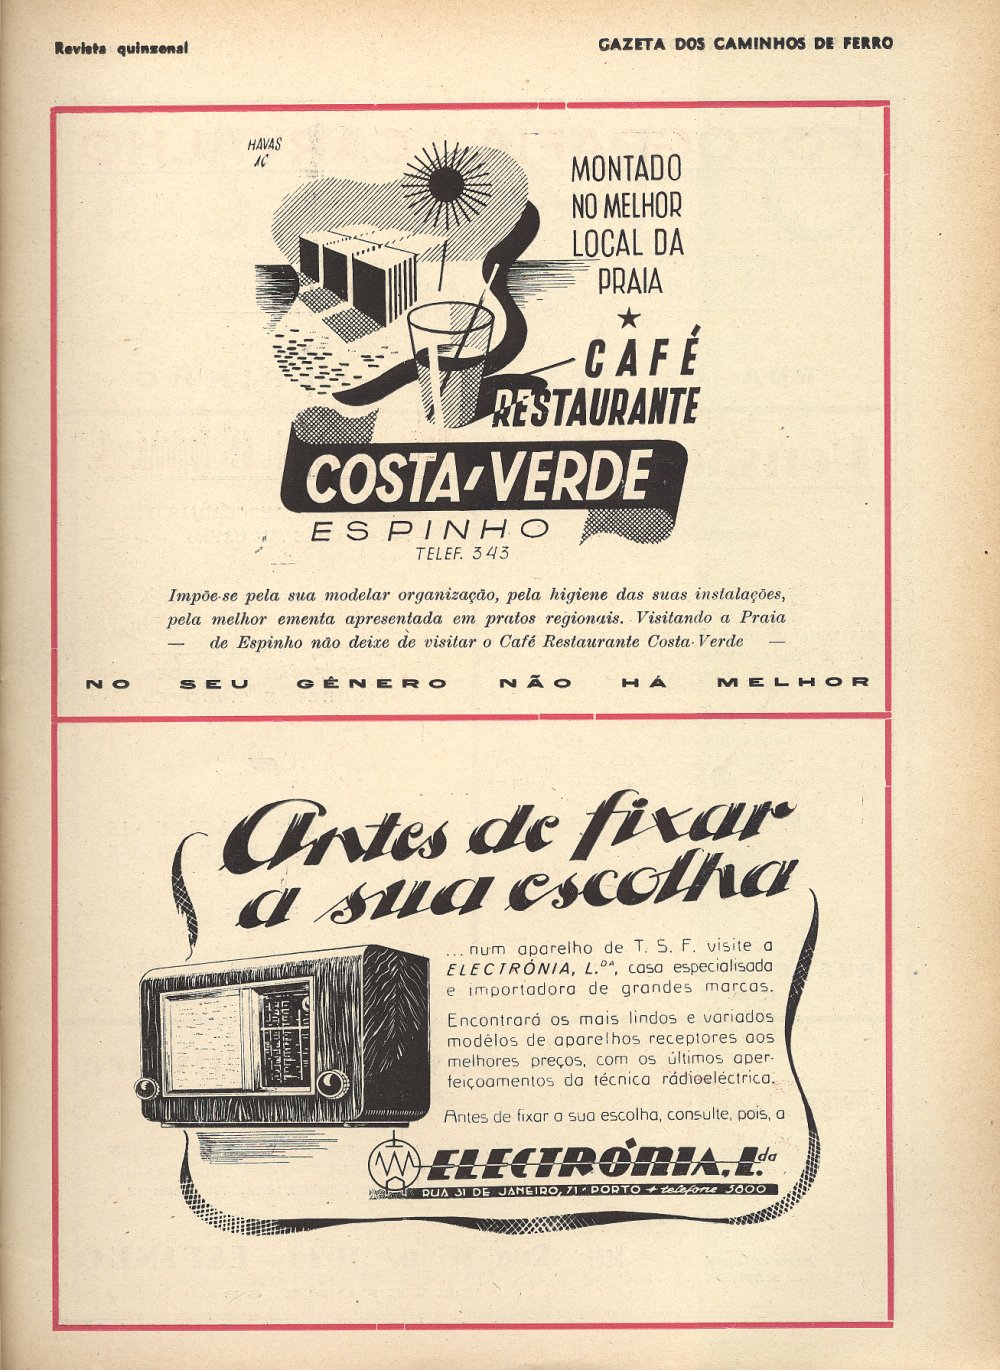 Revista quinzenal
GAZETA DOS CAMINHOS DE FERRO
HAVAS
MONTADO
NO MELHOR
LOCAL DA
PRAIA
CAFÉ
RESTAURANTE
COSTA-VERDE
ESPINHO
TELEF. 343
Impõe-se pela sua modelar organização, pela higiene das suas instalações,
pela melhor ementa apresentada em pratos regionais. Visitando a Praia
— de Espinho não deixe de visitar o Café Restaurante Costa-Verde —
NO SEU GÉNERO NÃO HÁ MELHOR
Antes de fixar
a sua escolha
...num aparelho de T. S. F. visite a
ELECTRÓNIA, L.DA, casa especialisada
e importadora de grandes marcas.
Encontrará os mais lindos e variados
modêlos de aparelhos receptores aos
melhores preços, com os últimos aper-
feiçoamentos da técnica rádioeléctrica.
Antes de fixar a sua escolha, consulte, pois, a
ELECTRÓNIA, L.da
RUA 31 DE JANEIRO, 71 - PORTO + telefone 3800